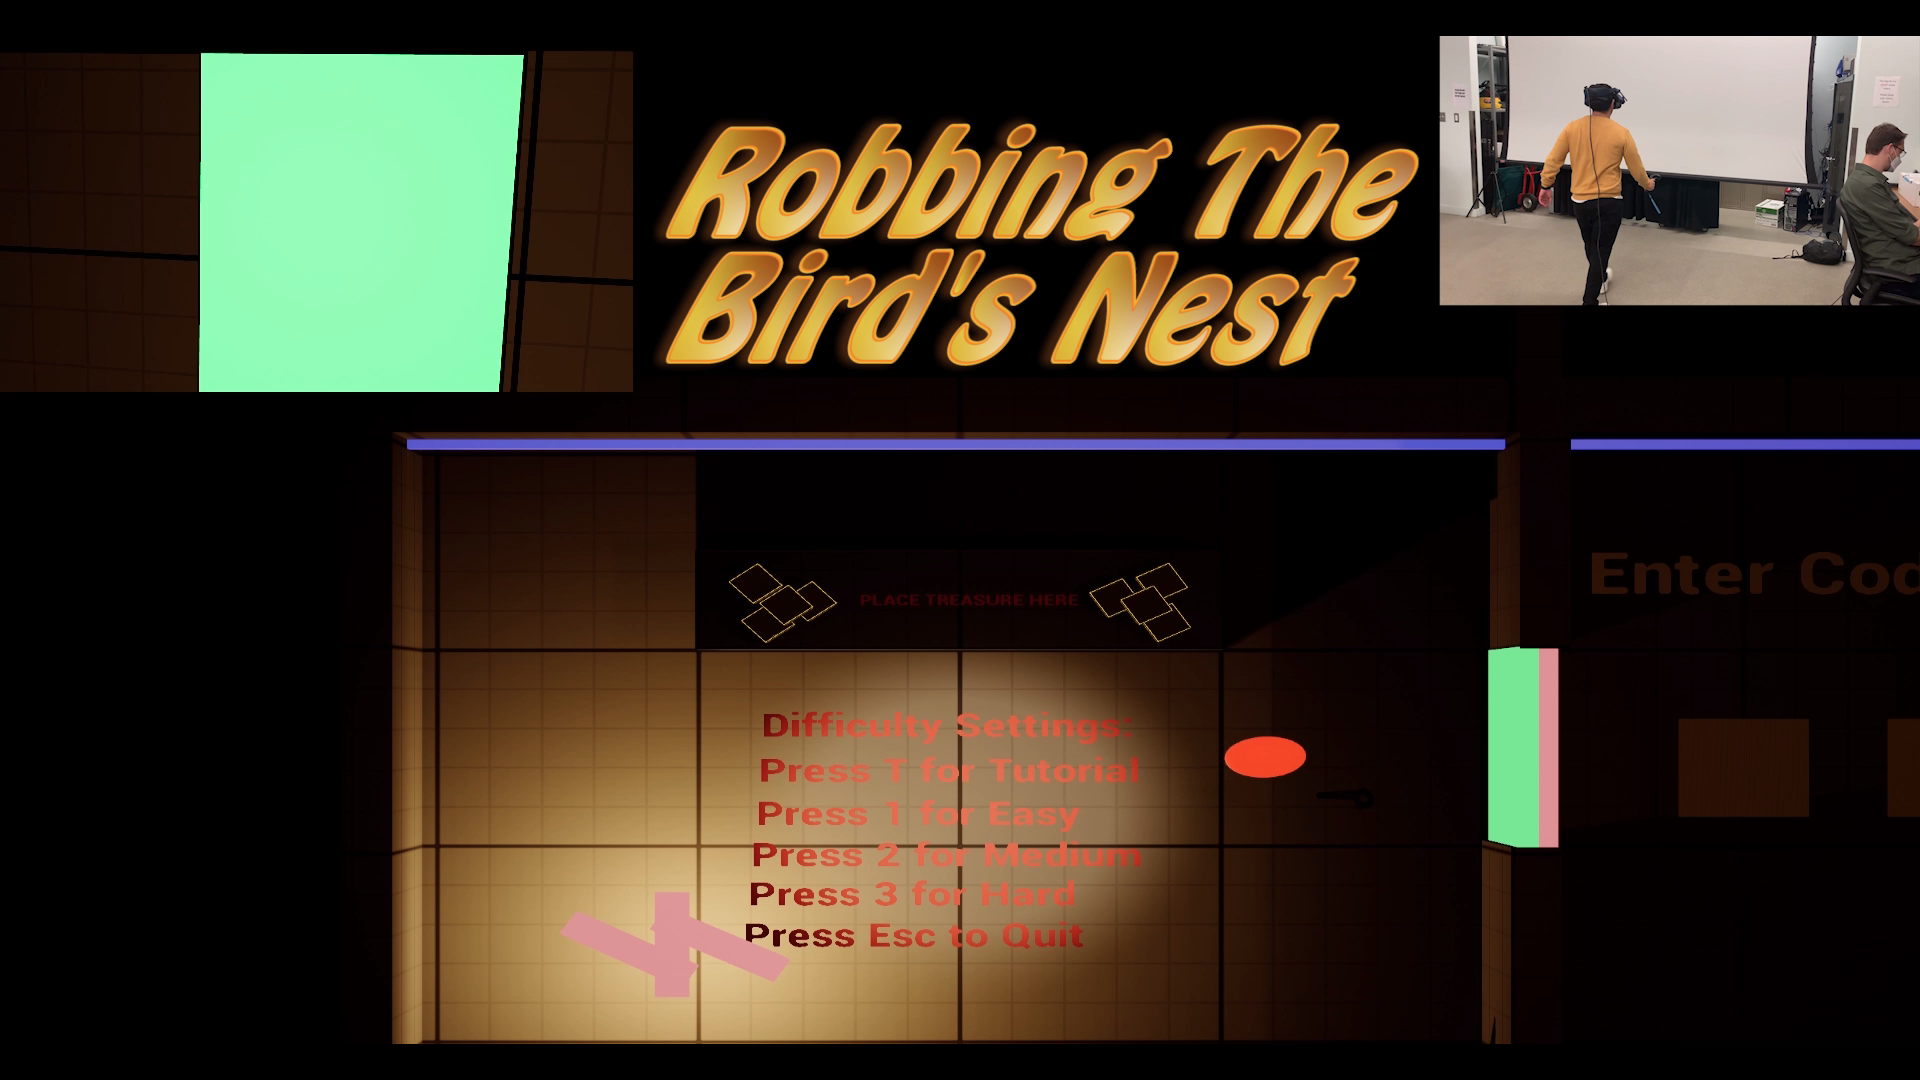 Robbing The
Bird's Nest
PLACE TREASURE HERE
Enter Cod
Difficulty Settings:
Press T for Tutorial
Press 1 for Easy
Press 2 for Medium
Press 3 for Hard
Press Esc to Quit